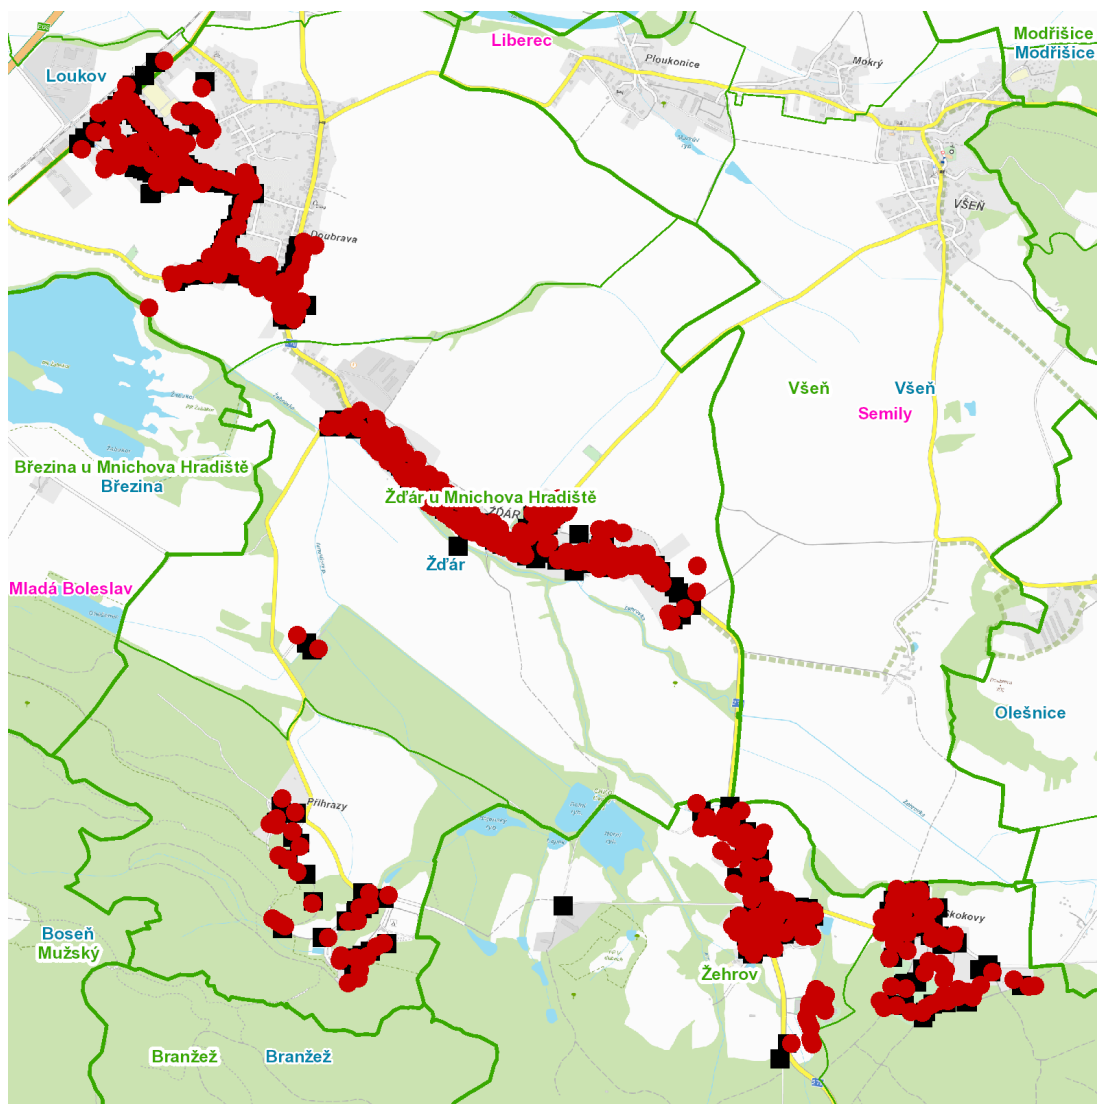 Liberec
Modřišice
Modřišice
Ploukonice
Mokrý
Loukov
VŠEŇ
Doubrava
Všeň
Všeň
Semily
Březina u Mnichova Hradiště
Březina
Žďár u Mnichova Hradiště
ŽĎÁR
Žďár
Mladá Boleslav
Olešnice
Příhrazy
Skokovy
Boseň
Mužský
Žehrov
Branžež
Branžež